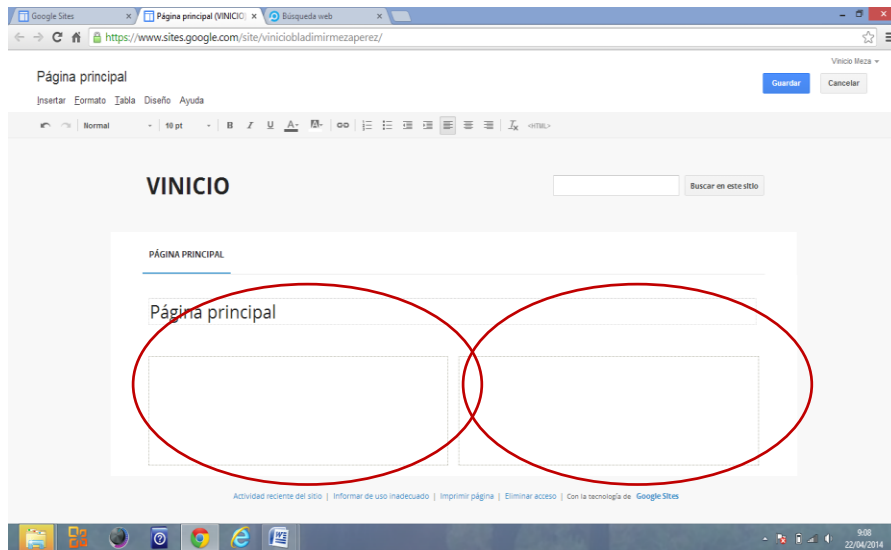 Google Sites
Página principal (VINICIO)
Búsqueda web
https://www.sites.google.com/site/viniciobladimirmezaperez/
Vinicio Meza
Página principal
Guardar
Cancelar
Insertar Formato Tabla Diseño Ayuda
Normal
10 pt
B I U A A
<HTML>
VINICIO
Buscar en este sitio
PÁGINA PRINCIPAL
Página principal
Actividad reciente del sitio | Informar de uso inadecuado | Imprimir página | Eliminar acceso | Con la tecnología de Google Sites
9:08
22/04/2014